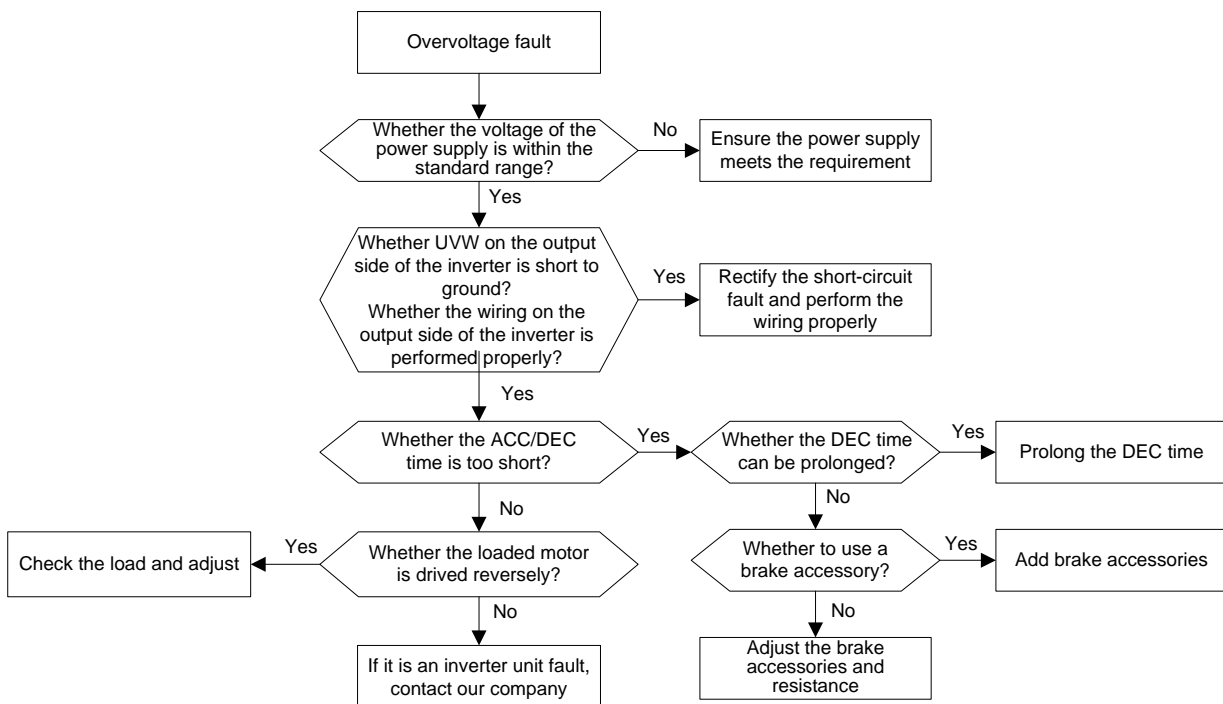 Overvoltage fault
Whether the voltage of the
power supply is within the
standard range?
No
Ensure the power supply
meets the requirement
Yes
Whether UVW on the output
side of the inverter is short to
ground?
Whether the wiring on the
output side of the inverter is
performed properly?
Yes
Rectify the short-circuit
fault and perform the
wiring properly
Yes
Whether the ACC/DEC
time is too short?
Yes
Whether the DEC time
can be prolonged?
Yes
Prolong the DEC time
No
No
Check the load and adjust
Yes
Whether the loaded motor
is drived reversely?
Whether to use a
brake accessory?
Yes
Add brake accessories
No
No
If it is an inverter unit fault,
contact our company
Adjust the brake
accessories and
resistance